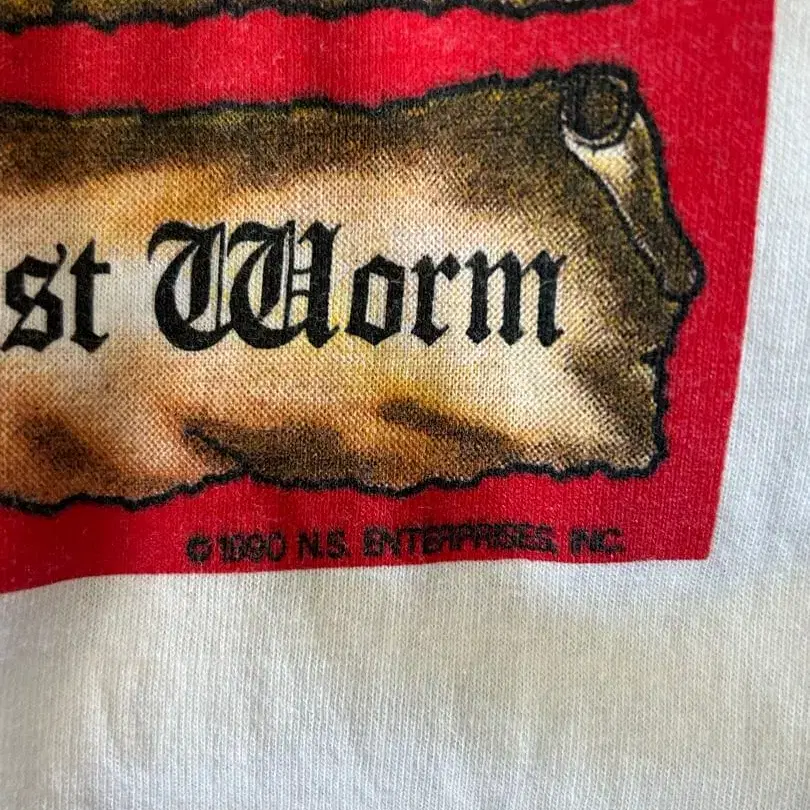 st Worm
© 1990 N.S. ENTERPRISES, INC.